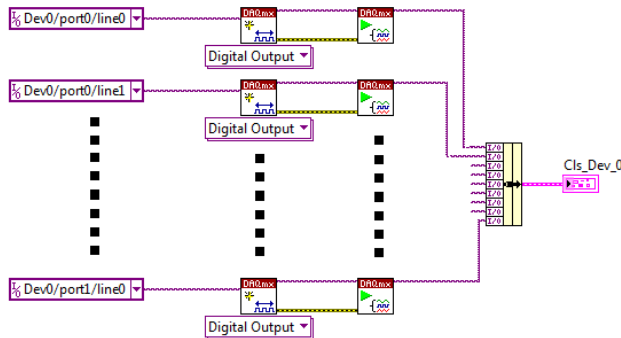 I/O Dev0/port0/line0
DAQmx
DAQmx
Digital Output
I/O Dev0/port0/line1
DAQmx
DAQmx
Digital Output
I/O
I/O
I/O
I/O
I/O
I/O
I/O
I/O
I/O
Cls_Dev_0
I/O Dev0/port1/line0
DAQmx
DAQmx
Digital Output